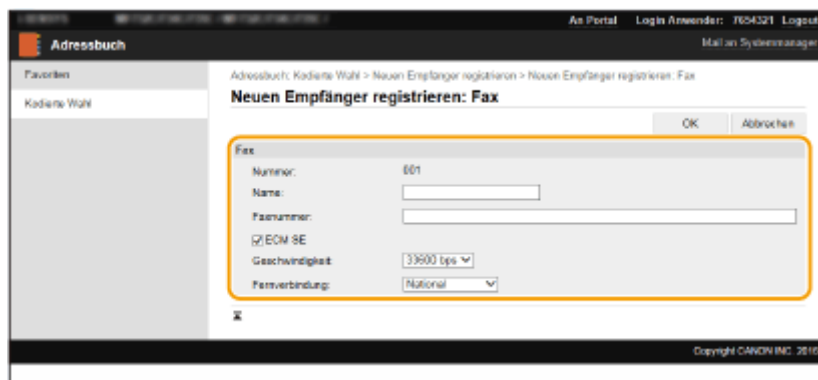 An Portal Login Anwender: 7654321 Logout
Adressbuch
Mail an Systemmanager
Favoriten
Kodierte Wahl
Adressbuch: Kodierte Wahl > Neuen Empfänger registrieren > Neuen Empfänger registrieren: Fax
Neuen Empfänger registrieren: Fax
OK Abbrechen
Fax
Nummer: 001
Name:
Faxnummer:
ECM SE
Geschwindigkeit: 33600 bps
Fernverbindung: National
Copyright CANON INC. 2016